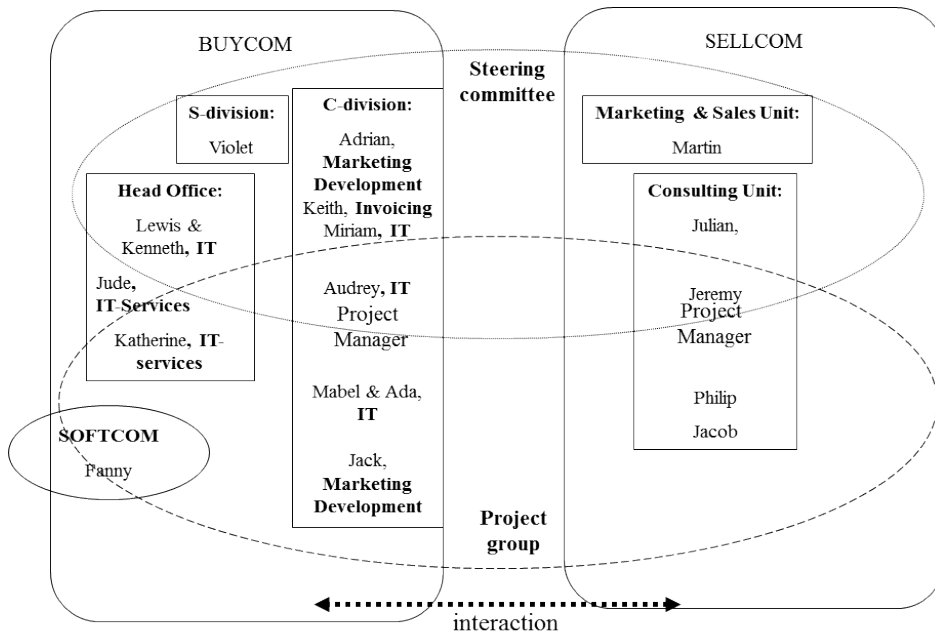 BUYCOM
SELLCOM
Steering
committee
S-division:
Violet
C-division:
Adrian,
Marketing
Development
Keith, Invoicing
Miriam, IT
Audrey, IT
Project
Manager
Mabel & Ada,
IT
Jack,
Marketing
Development
Head Office:
Lewis &
Kenneth, IT
Jude,
IT-Services
Katherine, IT-
services
SOFTCOM
Fanny
Marketing & Sales Unit:
Martin
Consulting Unit:
Julian,
Jeremy
Project
Manager
Philip
Jacob
Project
group
interaction